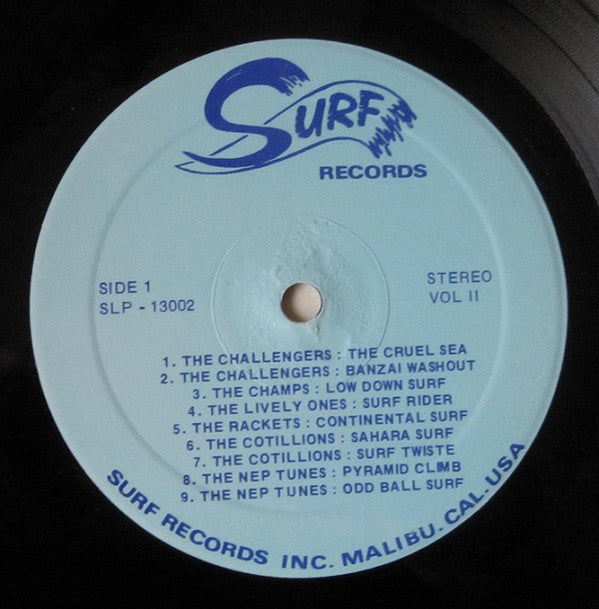 SURF
RECORDS
SIDE 1
SLP - 13002
STEREO
VOL II
1. THE CHALLENGERS : THE CRUEL SEA
2. THE CHALLENGERS : BANZAI WASHOUT
3. THE CHAMPS : LOW DOWN SURF
4. THE LIVELY ONES : SURF RIDER
5. THE RACKETS : CONTINENTAL SURF
6. THE COTILLIONS : SAHARA SURF
7. THE COTILLIONS : SURF TWISTE
8. THE NEP TUNES : PYRAMID CLIMB
9. THE NEP TUNES : ODD BALL SURF
SURF RECORDS INC. MALIBU. CAL. USA